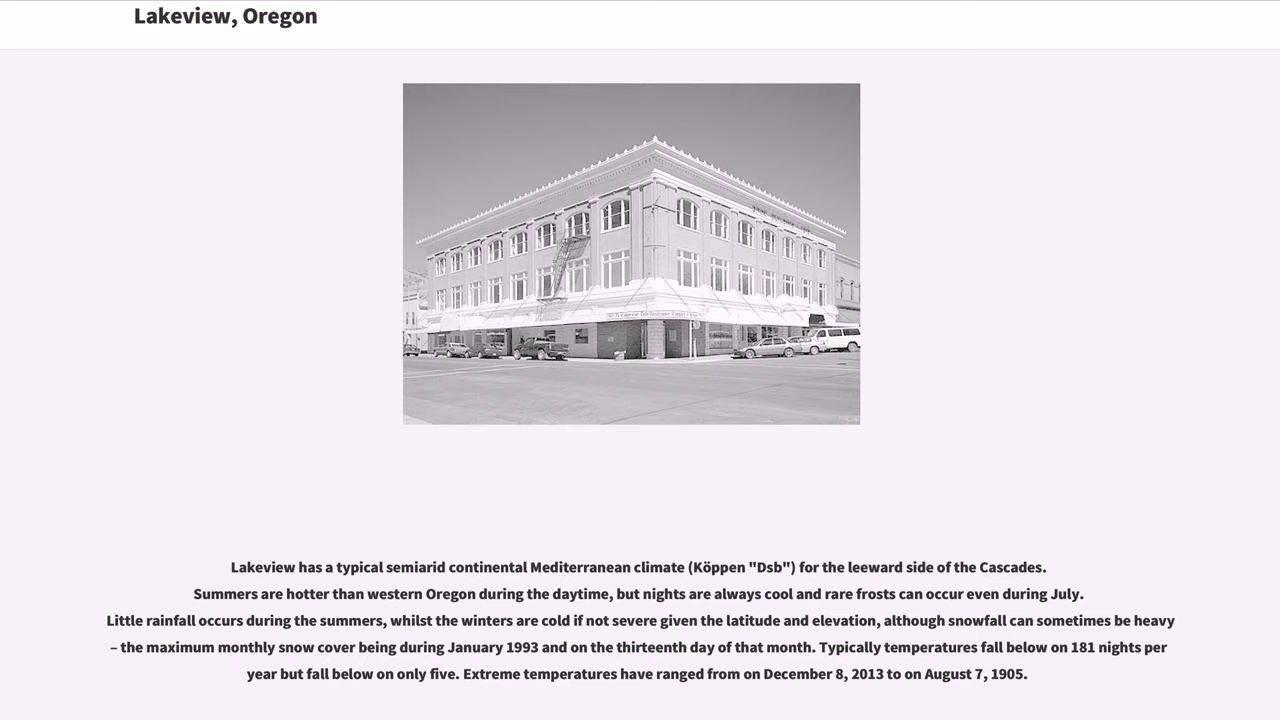 Lakeview, Oregon
Lakeview has a typical semiarid continental Mediterranean climate (Köppen "Dsb") for the leeward side of the Cascades.
Summers are hotter than western Oregon during the daytime, but nights are always cool and rare frosts can occur even during July.
Little rainfall occurs during the summers, whilst the winters are cold if not severe given the latitude and elevation, although snowfall can sometimes be heavy
– the maximum monthly snow cover being during January 1993 and on the thirteenth day of that month. Typically temperatures fall below on 181 nights per
year but fall below on only five. Extreme temperatures have ranged from on December 8, 2013 to on August 7, 1905.